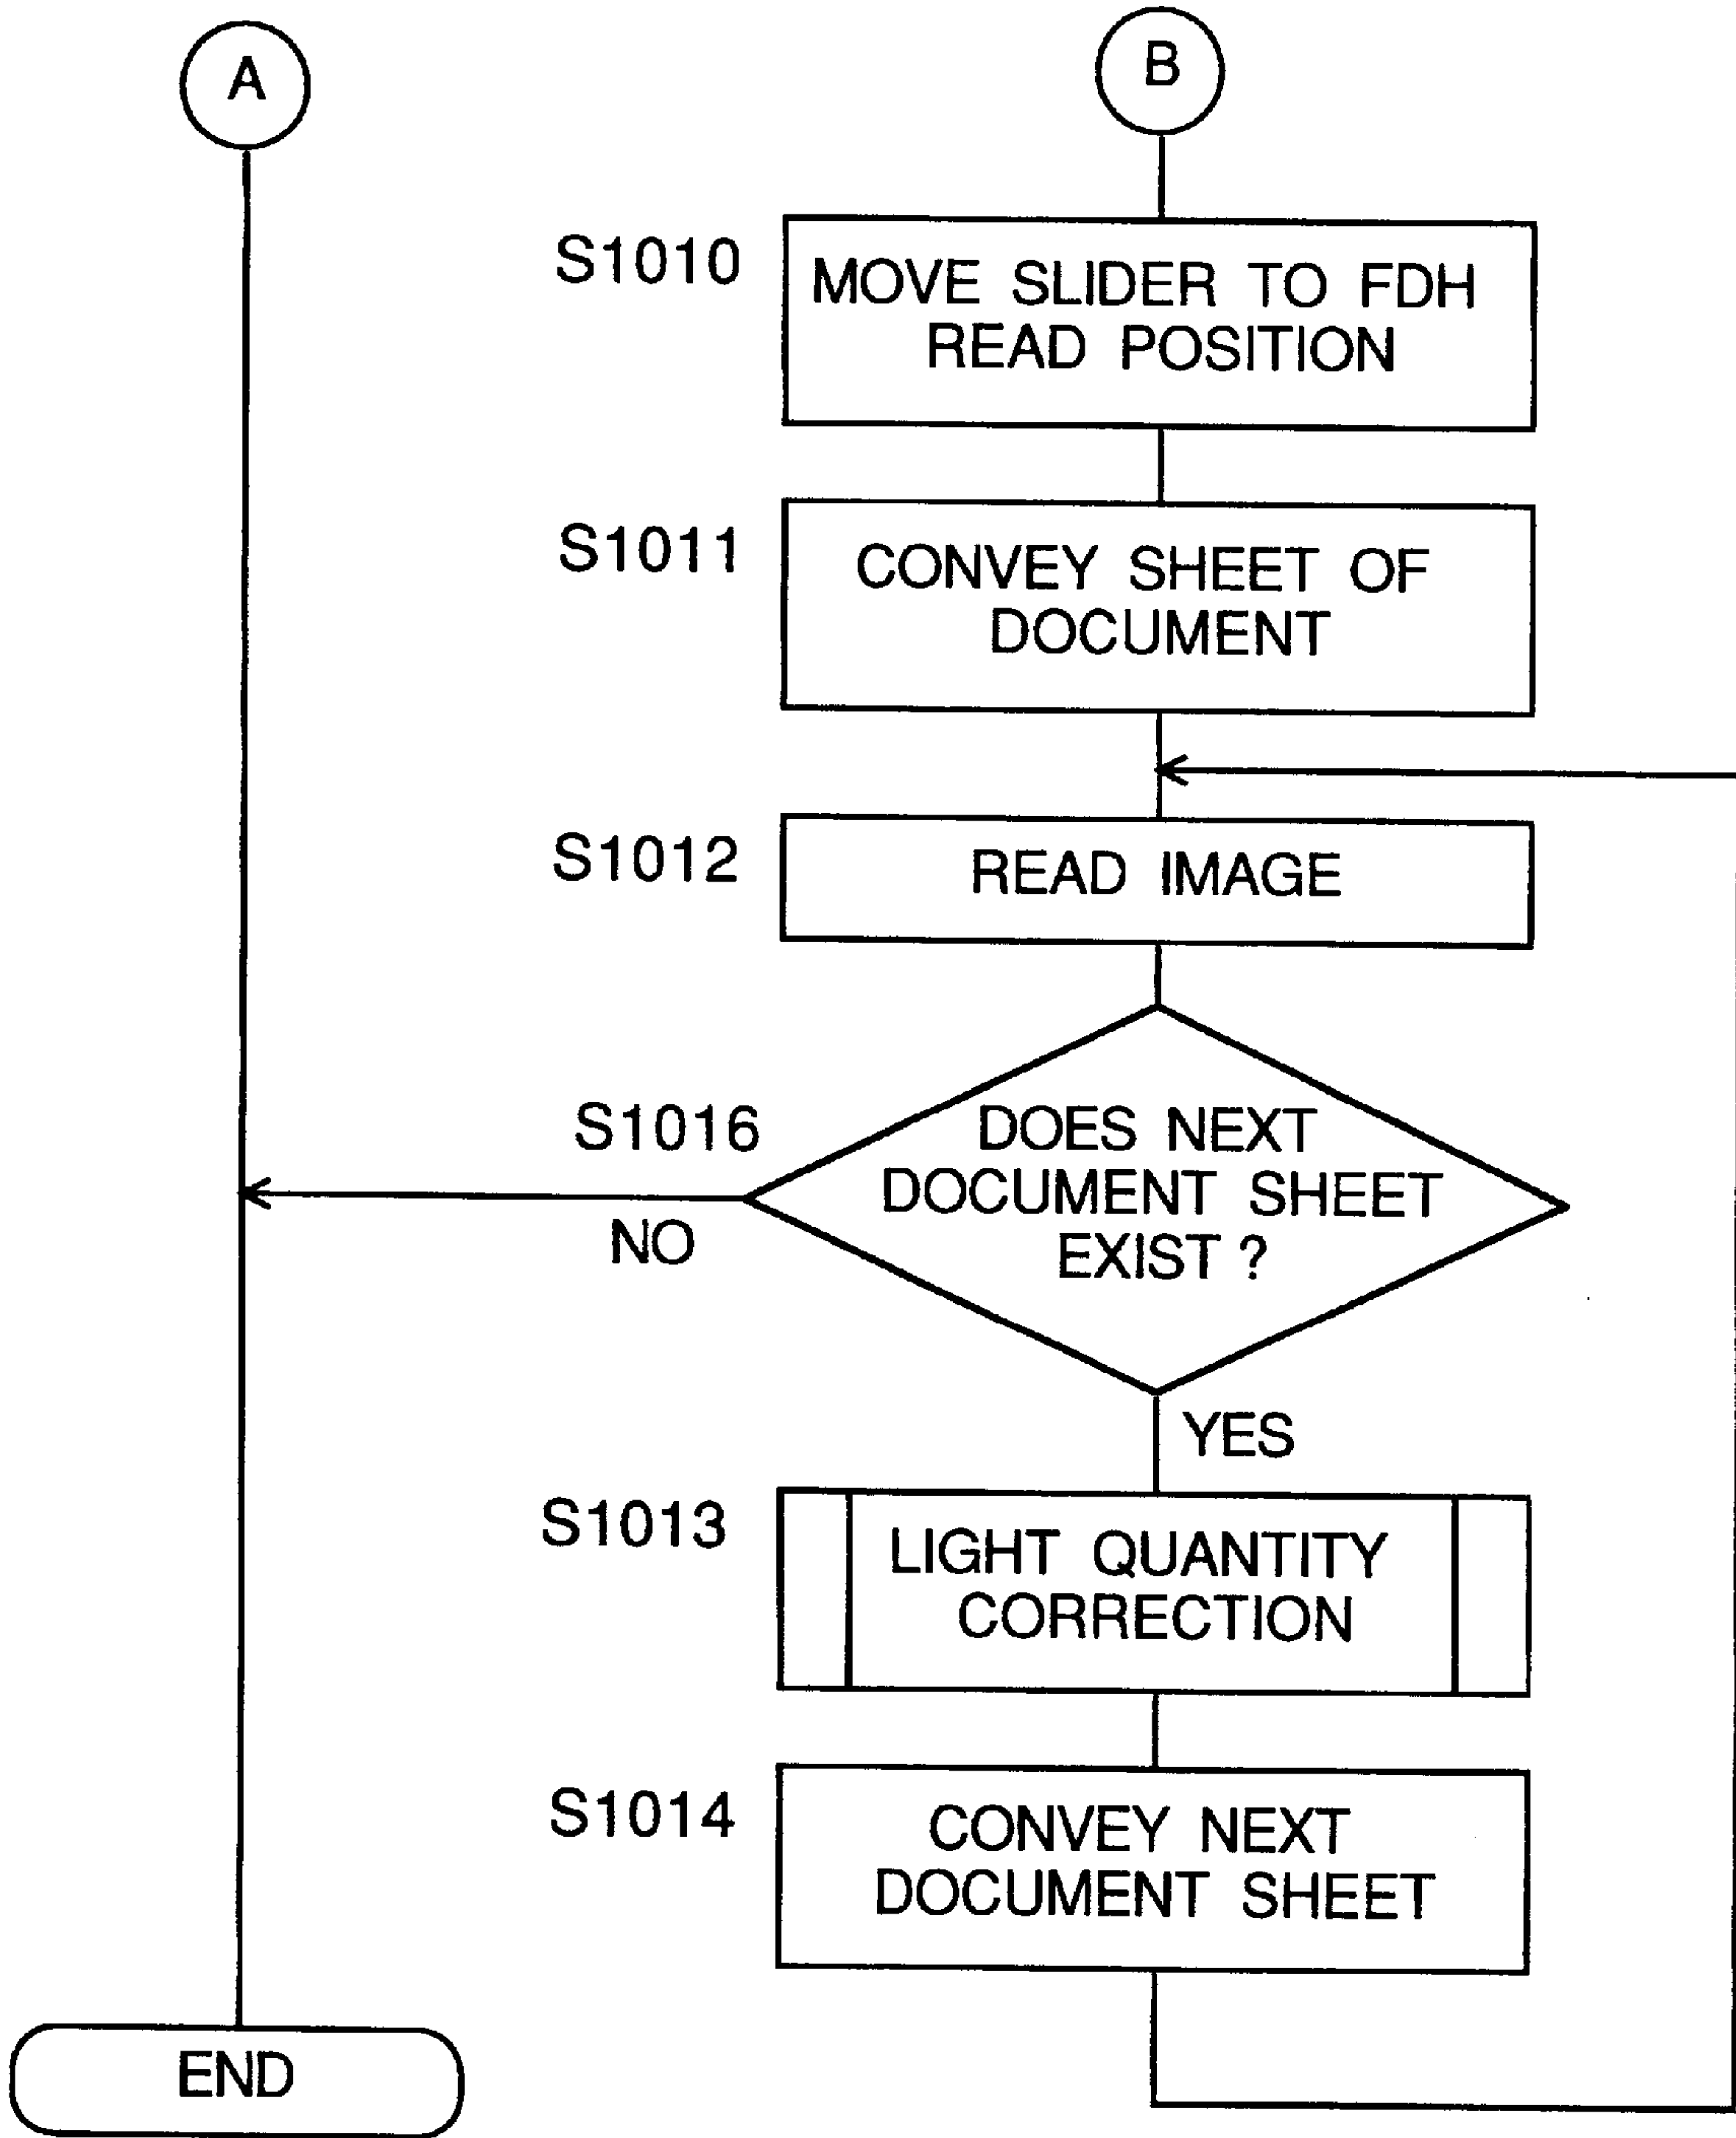 A
B
S1010
MOVE SLIDER TO FDH
READ POSITION
S1011
CONVEY SHEET OF
DOCUMENT
S1012
READ IMAGE
S1016
DOES NEXT
DOCUMENT SHEET
EXIST ?
NO
YES
S1013
LIGHT QUANTITY
CORRECTION
S1014
CONVEY NEXT
DOCUMENT SHEET
END